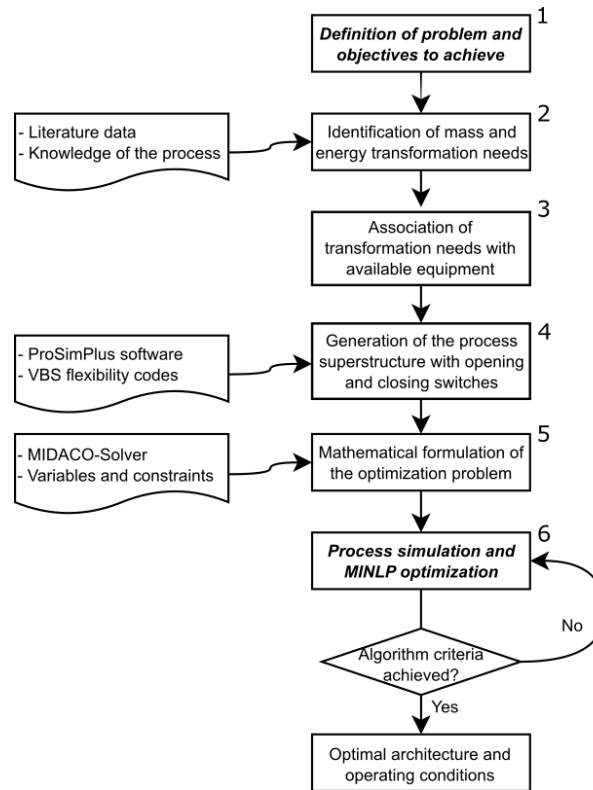 1
Definition of problem and
objectives to achieve
2
- Literature data
- Knowledge of the process
Identification of mass and
energy transformation needs
3
Association of
transformation needs with
available equipment
4
- ProSimPlus software
- VBS flexibility codes
Generation of the process
superstructure with opening
and closing switches
5
- MIDACO-Solver
- Variables and constraints
Mathematical formulation of
the optimization problem
6
Process simulation and
MINLP optimization
No
Algorithm criteria
achieved?
Yes
Optimal architecture and
operating conditions